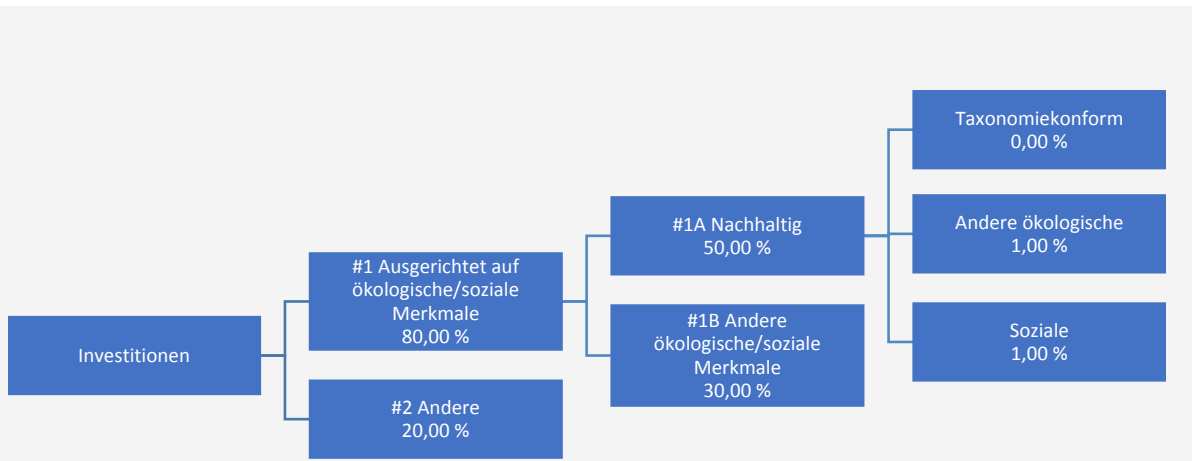 Investitionen
#1 Ausgerichtet auf
ökologische/soziale
Merkmale
80,00 %
#2 Andere
20,00 %
#1A Nachhaltig
50,00 %
#1B Andere
ökologische/soziale
Merkmale
30,00 %
Taxonomiekonform
0,00 %
Andere ökologische
1,00 %
Soziale
1,00 %